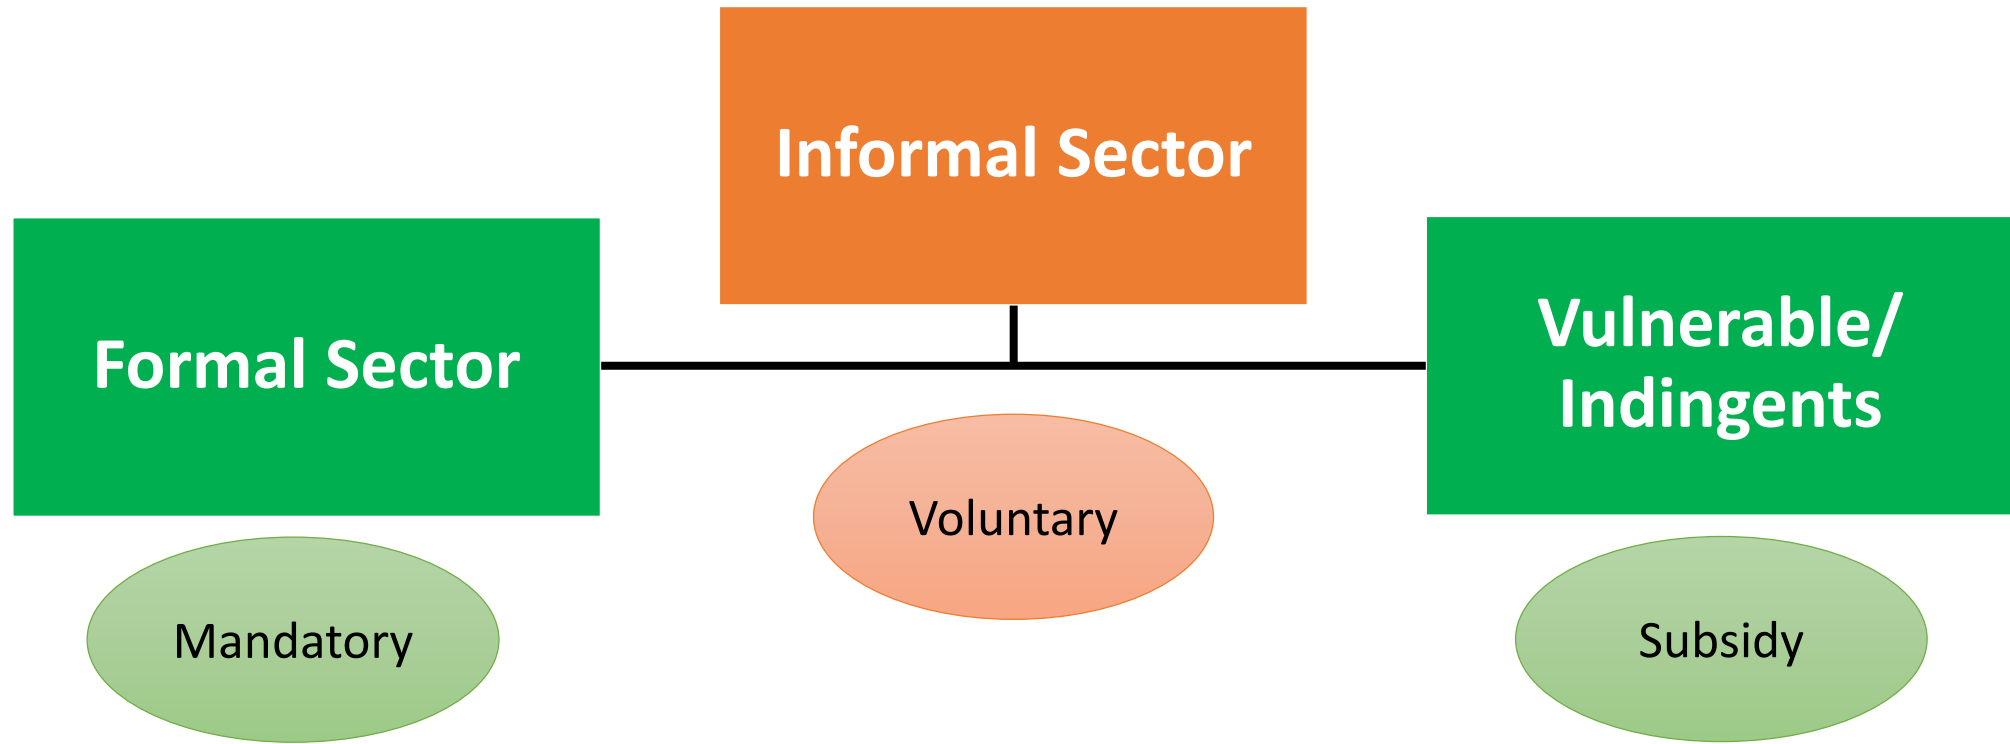 Informal Sector
Formal Sector
Vulnerable/
Indingents
Voluntary
Mandatory
Subsidy